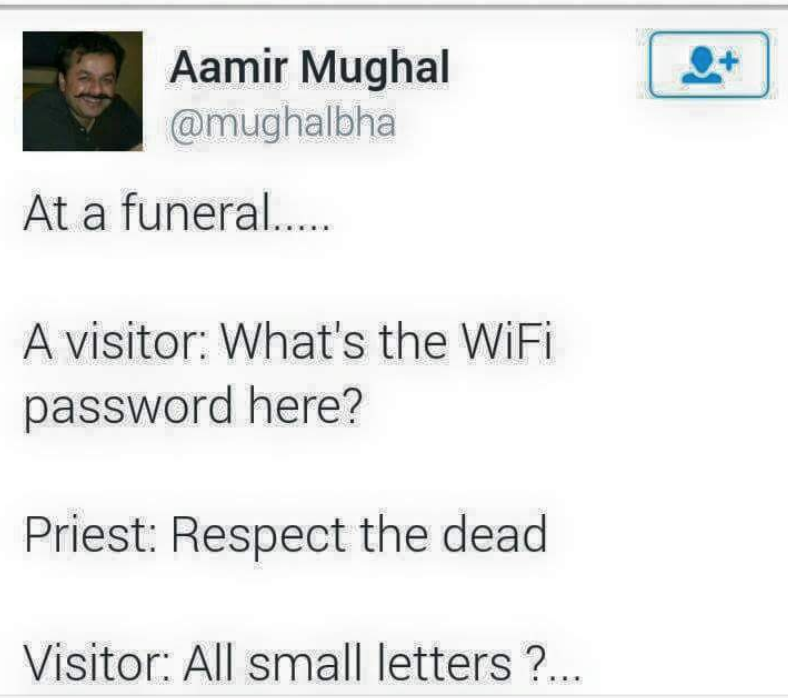 Aamir Mughal
@mughalbha
At a funeral.....
A visitor: What's the WiFi
password here?
Priest: Respect the dead
Visitor: All small letters ?...